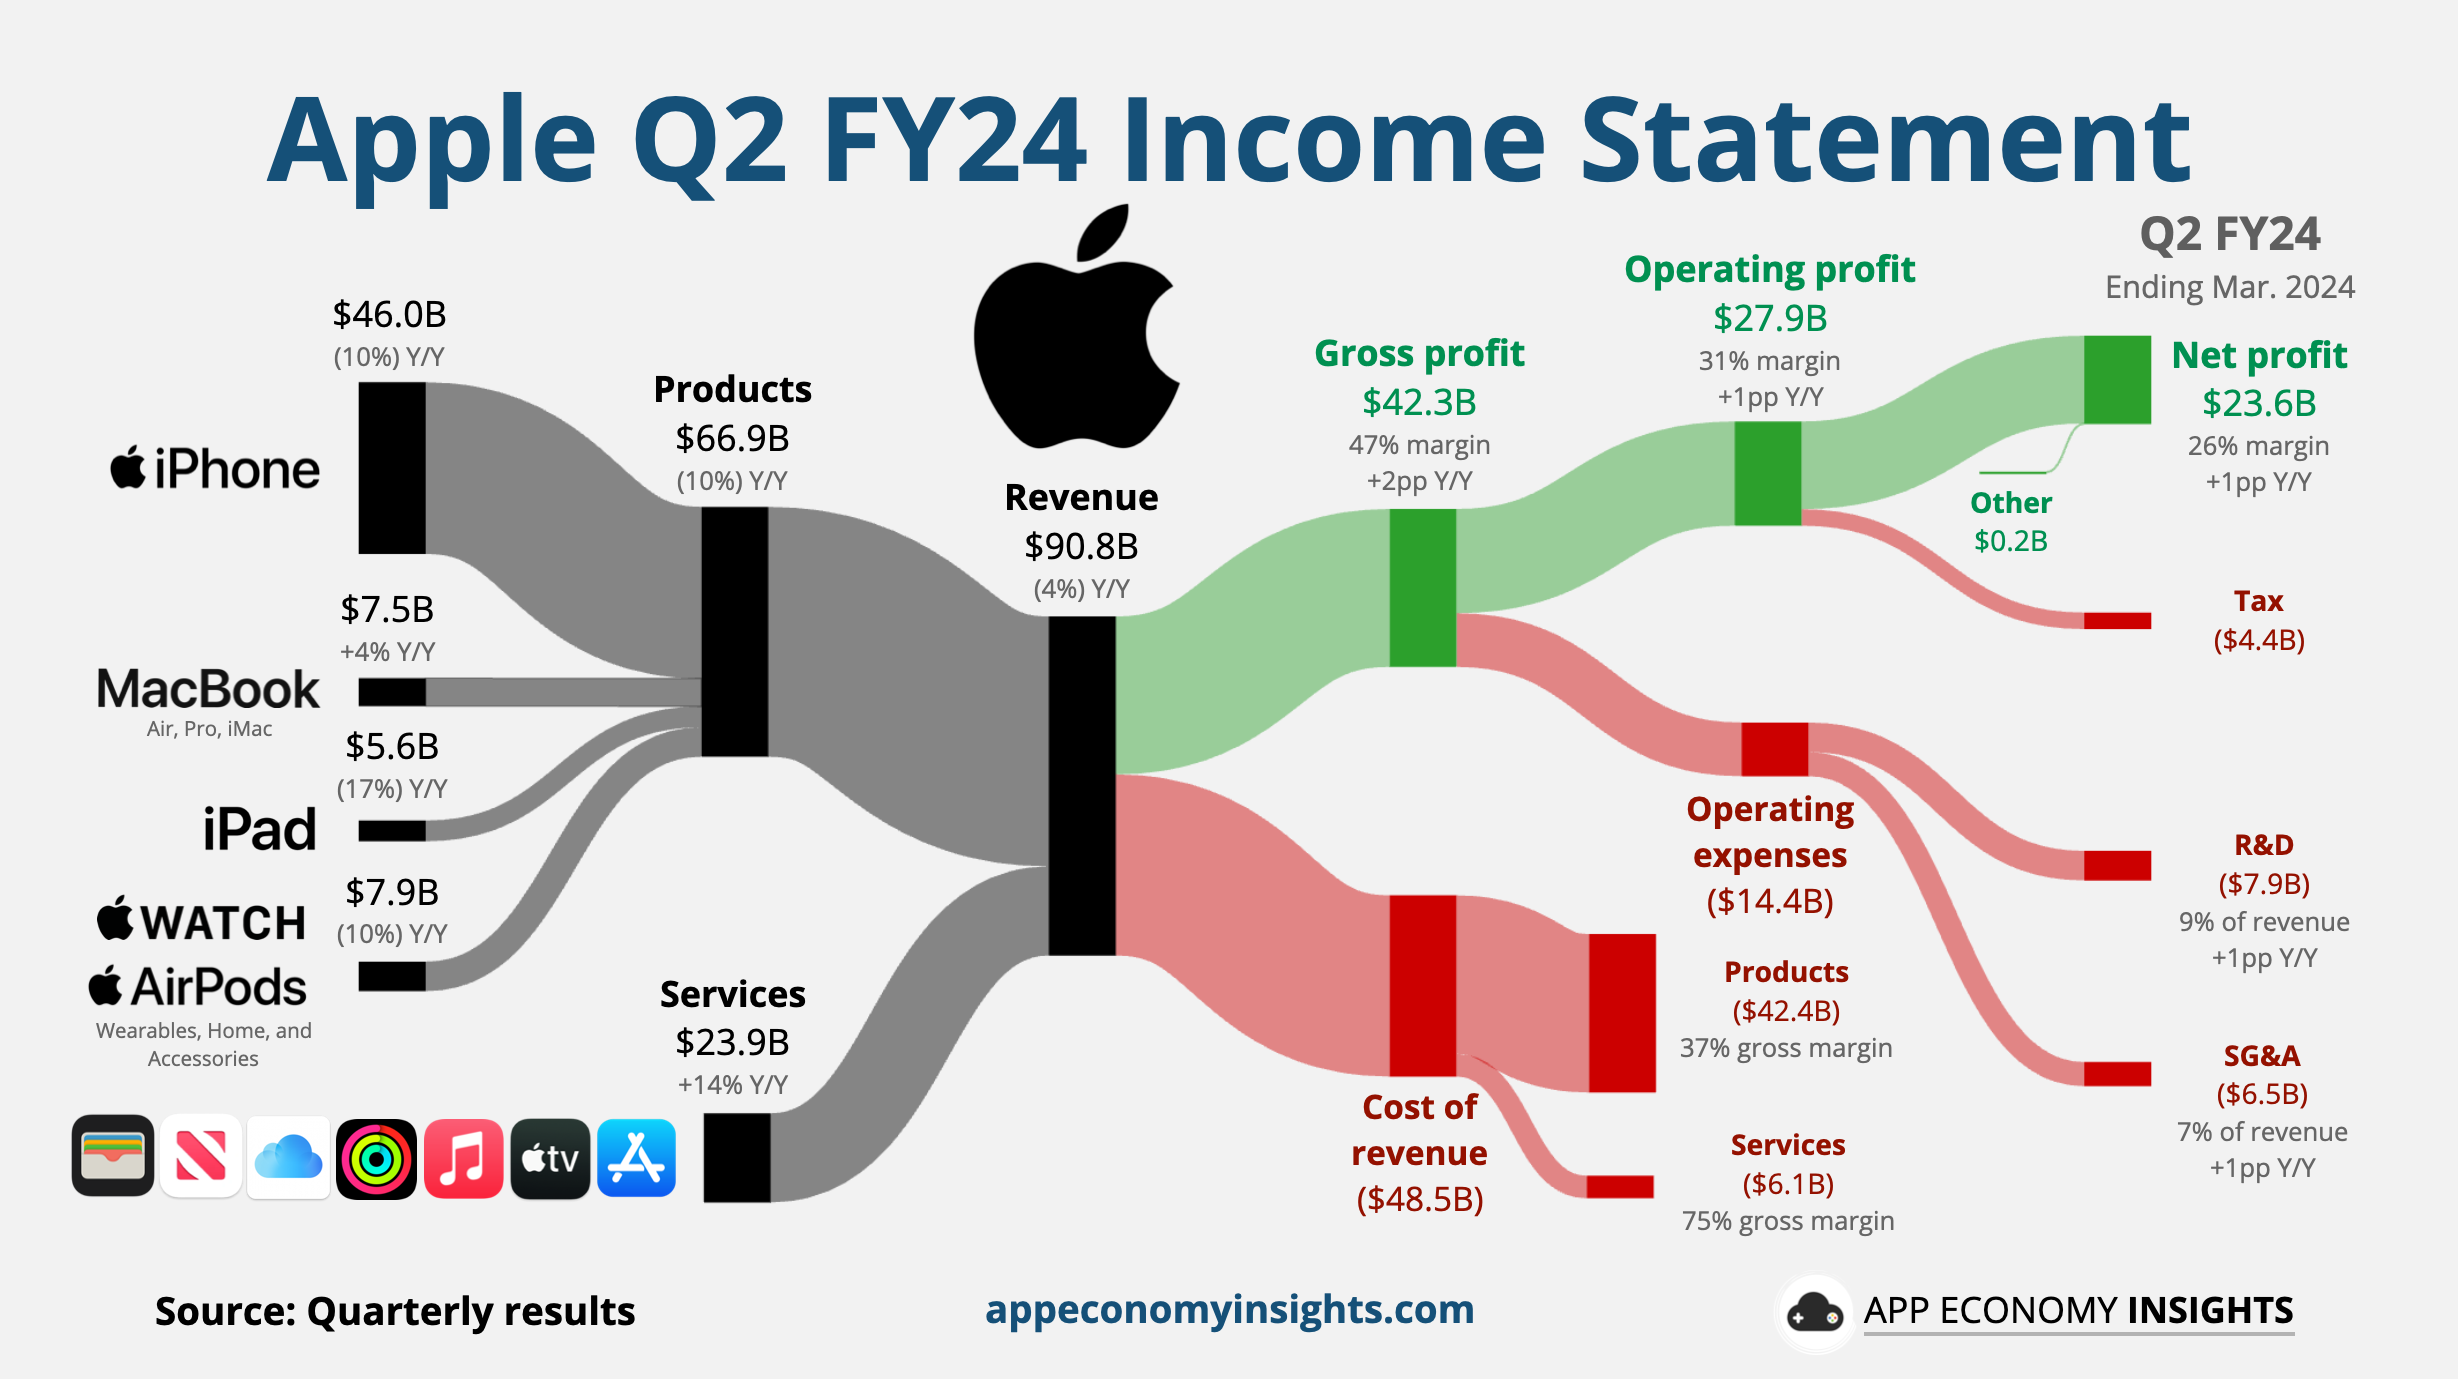 Apple Q2 FY24 Income Statement
Q2 FY24
Ending Mar. 2024
$46.0B
(10%) Y/Y
iPhone
$7.5B
+4% Y/Y
MacBook
Air, Pro, iMac
$5.6B
(17%) Y/Y
iPad
$7.9B
(10%) Y/Y
WATCH
AirPods
Wearables, Home, and
Accessories
tv
Products
$66.9B
(10%) Y/Y
Services
$23.9B
+14% Y/Y
Revenue
$90.8B
(4%) Y/Y
Gross profit
$42.3B
47% margin
+2pp Y/Y
Cost of
revenue
($48.5B)
Operating profit
$27.9B
31% margin
+1pp Y/Y
Operating
expenses
($14.4B)
Products
($42.4B)
37% gross margin
Services
($6.1B)
75% gross margin
Net profit
$23.6B
26% margin
+1pp Y/Y
Other
$0.2B
Tax
($4.4B)
R&D
($7.9B)
9% of revenue
+1pp Y/Y
SG&A
($6.5B)
7% of revenue
+1pp Y/Y
Source: Quarterly results
appeconomyinsights.com
APP ECONOMY INSIGHTS